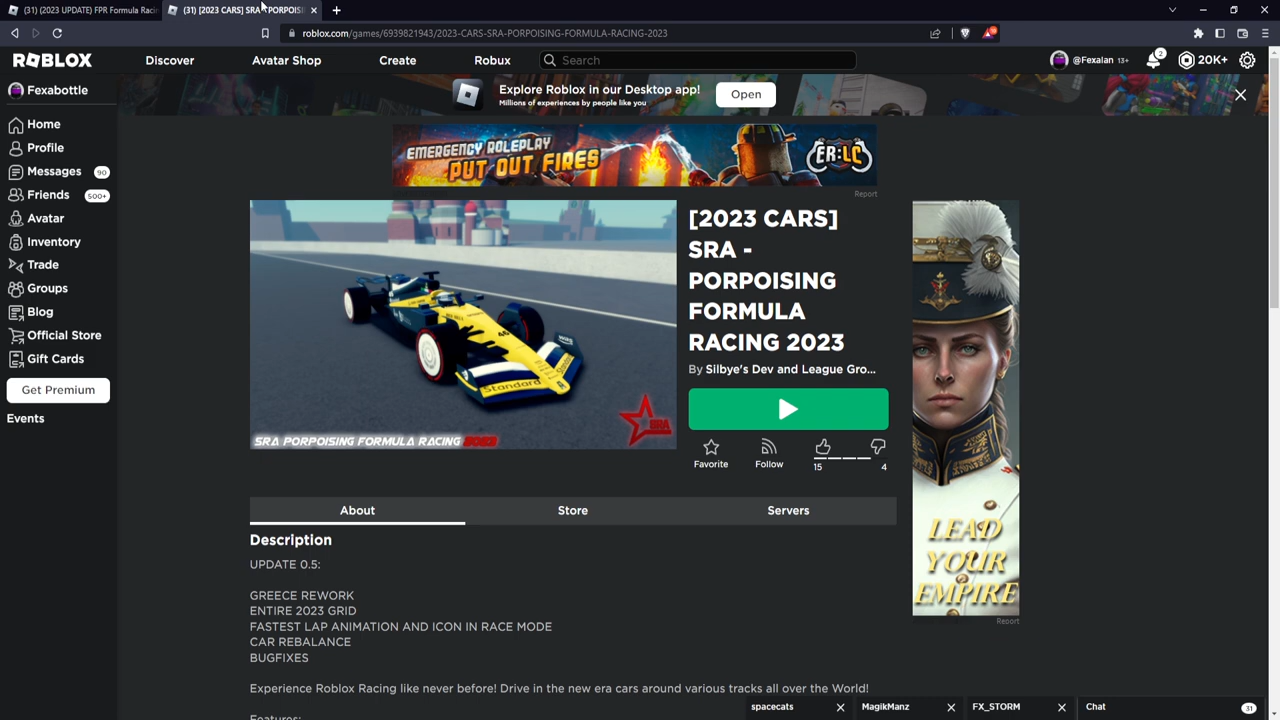 (31) (2023 UPDATE) FPR Formula Racin
(31) [2023 CARS] SRA - PORPOISI
roblox.com/games/6939821943/2023-CARS-SRA-PORPOISING-FORMULA-RACING-2023
ROBLOX
Discover
Avatar Shop
Create
Robux
Search
@Fexalan 13+
2
20K+
Fexabottle
Explore Roblox in our Desktop app!
Millions of experiences by people like you
Open
Home
Profile
Messages 90
Friends 500+
Avatar
Inventory
Trade
Groups
Blog
Official Store
Gift Cards
Get Premium
Events
EMERGENCY ROLEPLAY
PUT OUT FIRES
ER:LC
Report
[2023 CARS]
SRA -
PORPOISING
FORMULA
RACING 2023
By Silbye's Dev and League Gro...
Standard
SRA PORPOISING FORMULA RACING 2023
SRA
Favorite
Follow
15
4
LEAD
YOUR
EMPIRE
Report
About
Store
Servers
Description
UPDATE 0.5:
GREECE REWORK
ENTIRE 2023 GRID
FASTEST LAP ANIMATION AND ICON IN RACE MODE
CAR REBALANCE
BUGFIXES
Experience Roblox Racing like never before! Drive in the new era cars around various tracks all over the World!
Features:
spacecats
MagikManz
FX_STORM
Chat
31